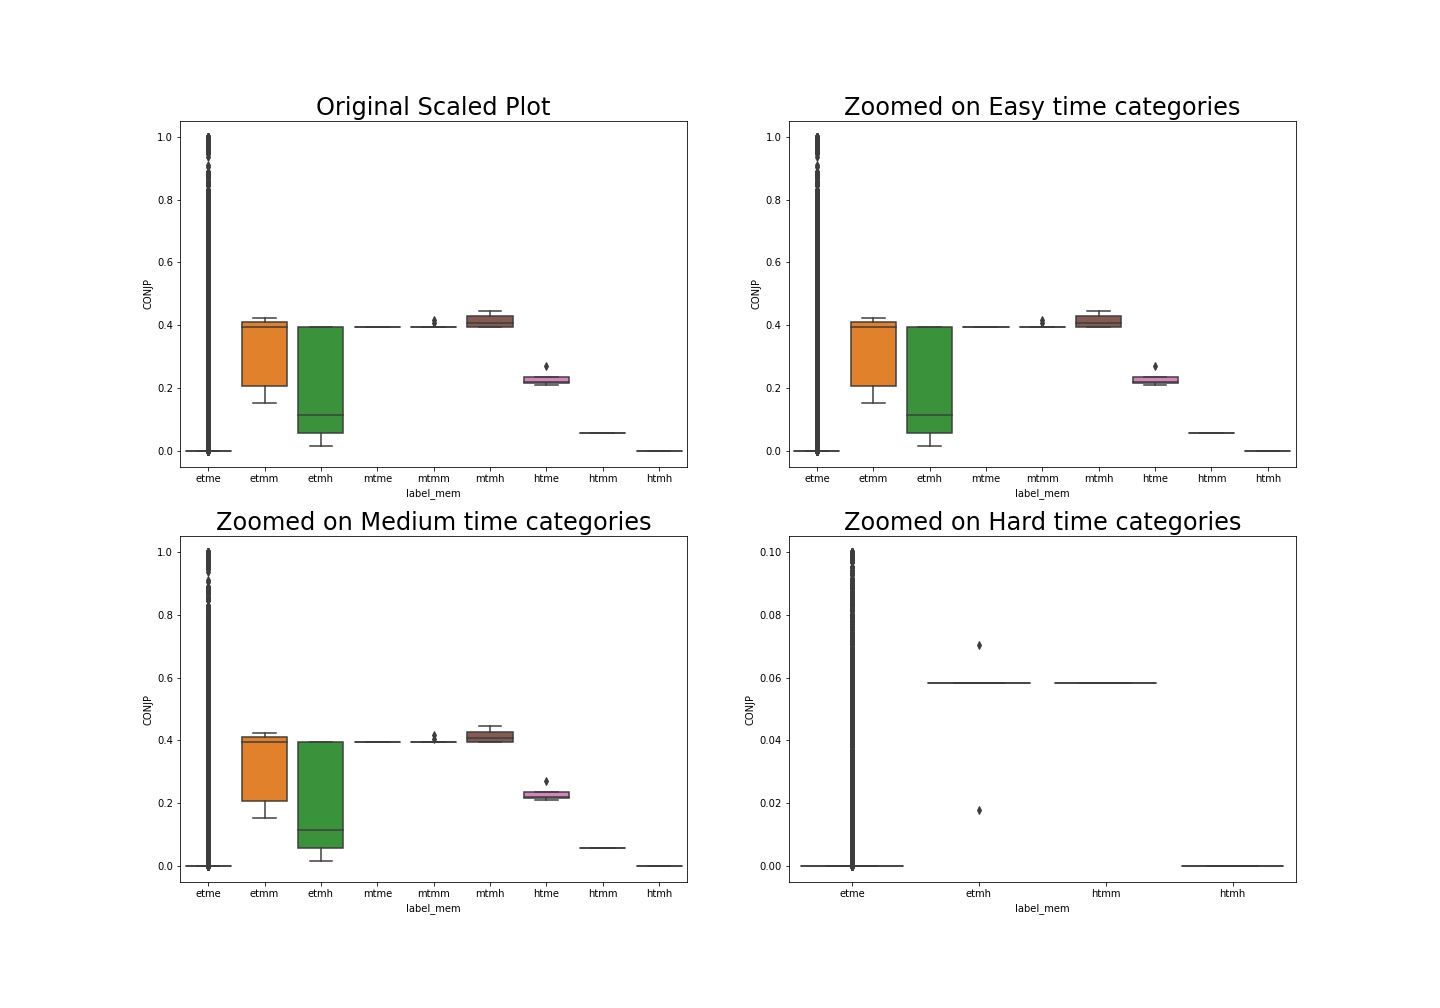 Original Scaled Plot
1.0
0.8
0.6
0.4
0.2
0.0
CONJP
etme etmm etmh mtme mtmm mtmh htme htmm htmh
label_mem
Zoomed on Easy time categories
1.0
0.8
0.6
0.4
0.2
0.0
CONJP
etme etmm etmh mtme mtmm mtmh htme htmm htmh
label_mem
Zoomed on Medium time categories
1.0
0.8
0.6
0.4
0.2
0.0
CONJP
etme etmm etmh mtme mtmm mtmh htme htmm htmh
label_mem
Zoomed on Hard time categories
0.10
0.08
0.06
0.04
0.02
0.00
CONJP
etme etmh htmm htmh
label_mem